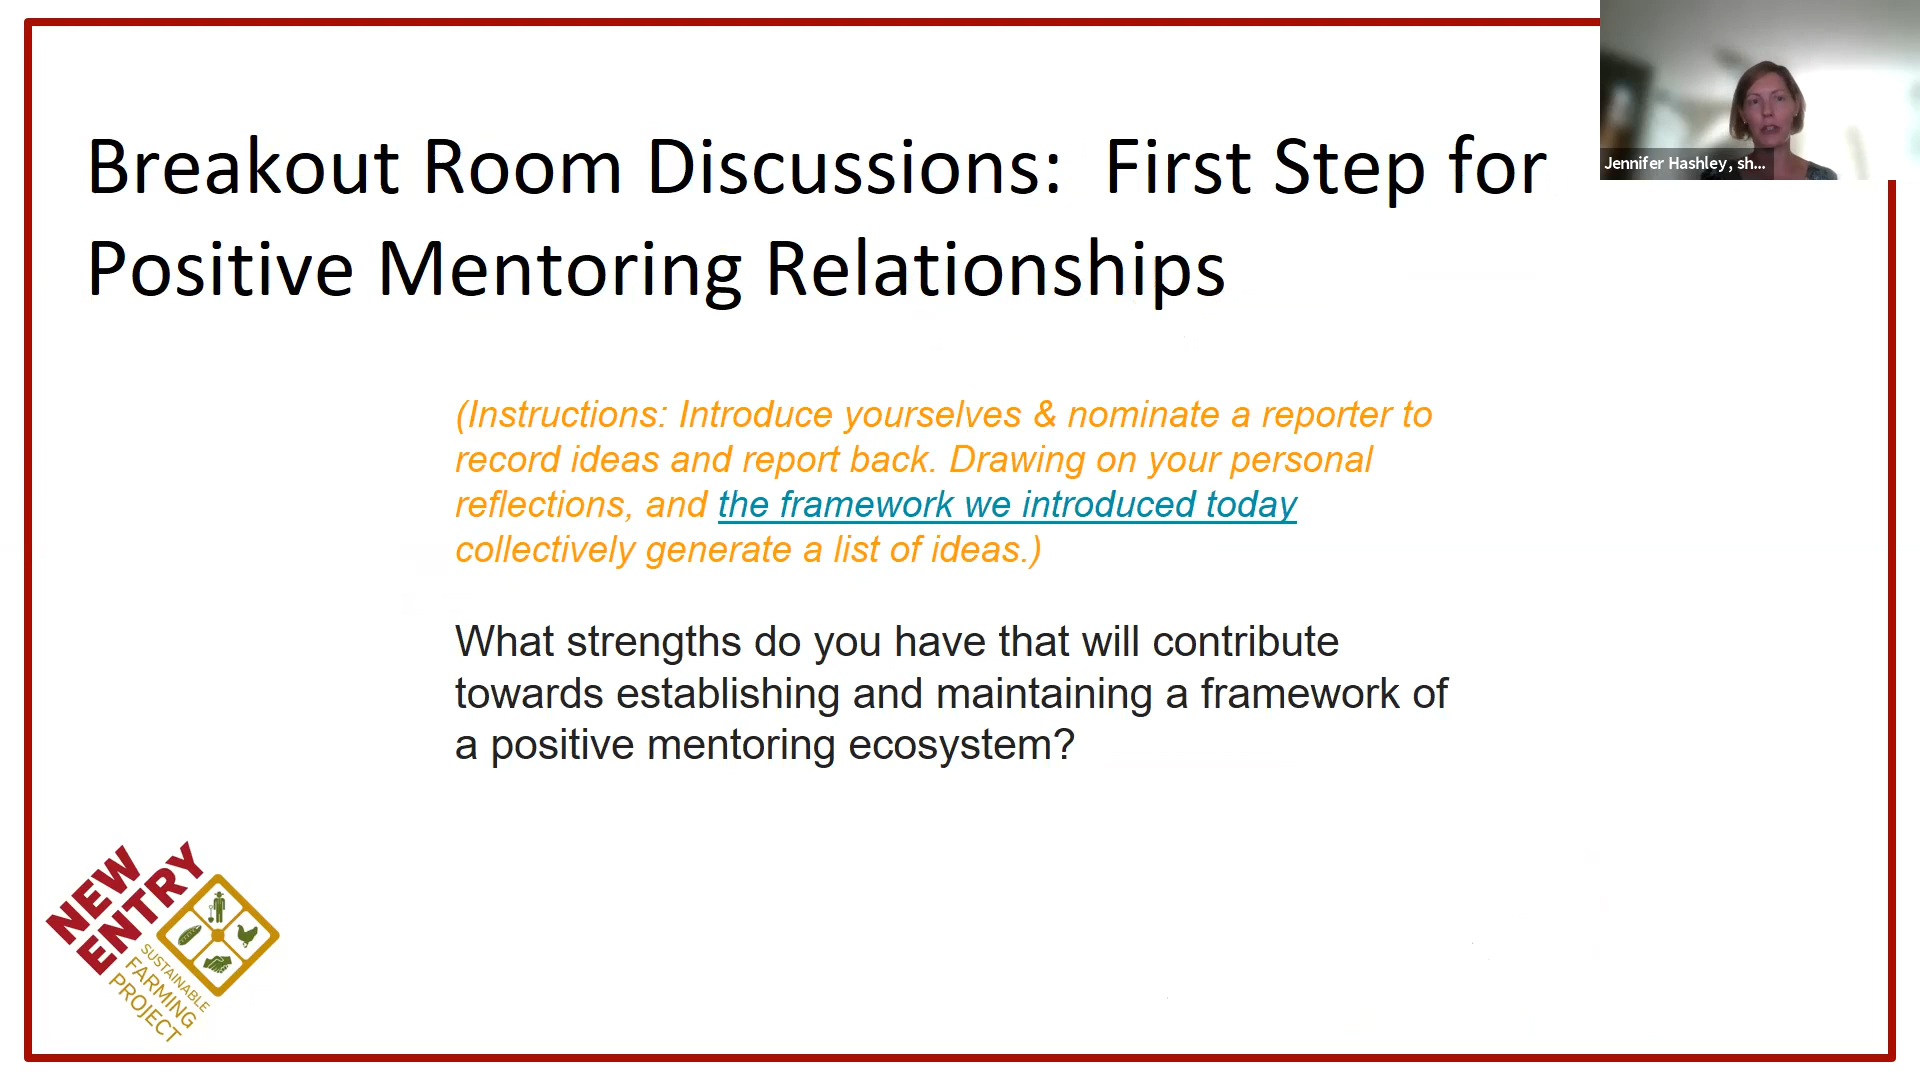 Breakout Room Discussions:  First Step for
Positive Mentoring Relationships
Jennifer Hashley, sh...
(Instructions: Introduce yourselves & nominate a reporter to
record ideas and report back. Drawing on your personal
reflections, and the framework we introduced today
collectively generate a list of ideas.)
What strengths do you have that will contribute
towards establishing and maintaining a framework of
a positive mentoring ecosystem?
NEW
ENTRY
SUSTAINABLE
FARMING
PROJECT